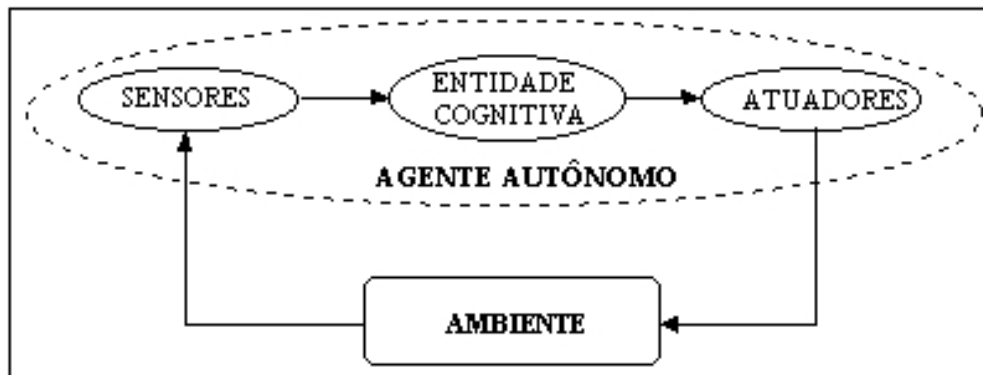 SENSORES
ENTIDADE
COGNITIVA
ATUADORES
AGENTE AUTÔNOMO
AMBIENTE